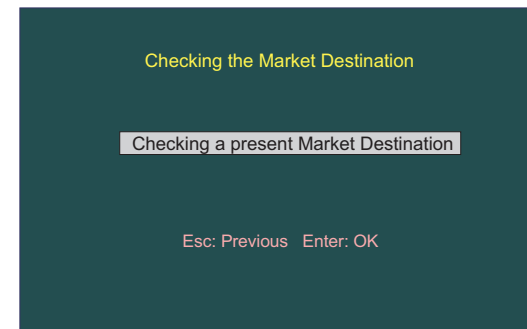 Checking the Market Destination
Checking a present Market Destination
Esc: Previous Enter: OK